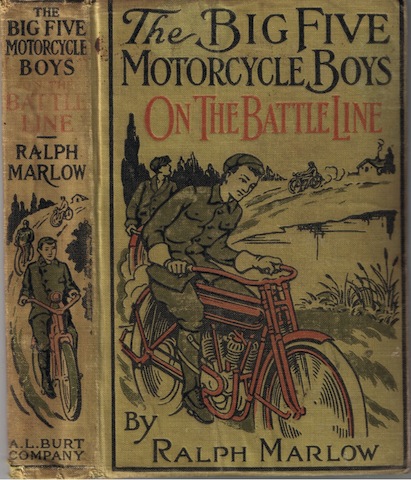 THE
BIG FIVE
MOTORCYCLE
BOYS
ON THE
BATTLE
LINE
RALPH
MARLOW
A.L. BURT
COMPANY
The BIG FIVE
MOTORCYCLE BOYS
ON THE BATTLE LINE
By
RALPH MARLOW